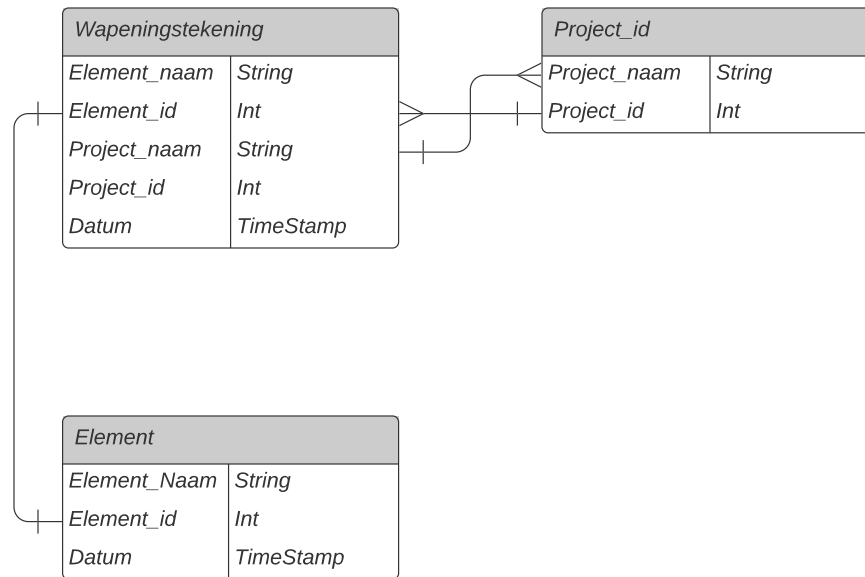 Wapeningstekening
Element_naam String
Element_id Int
Project_naam String
Project_id Int
Datum TimeStamp
Project_id
Project_naam String
Project_id Int
Element
Element_Naam String
Element_id Int
Datum TimeStamp